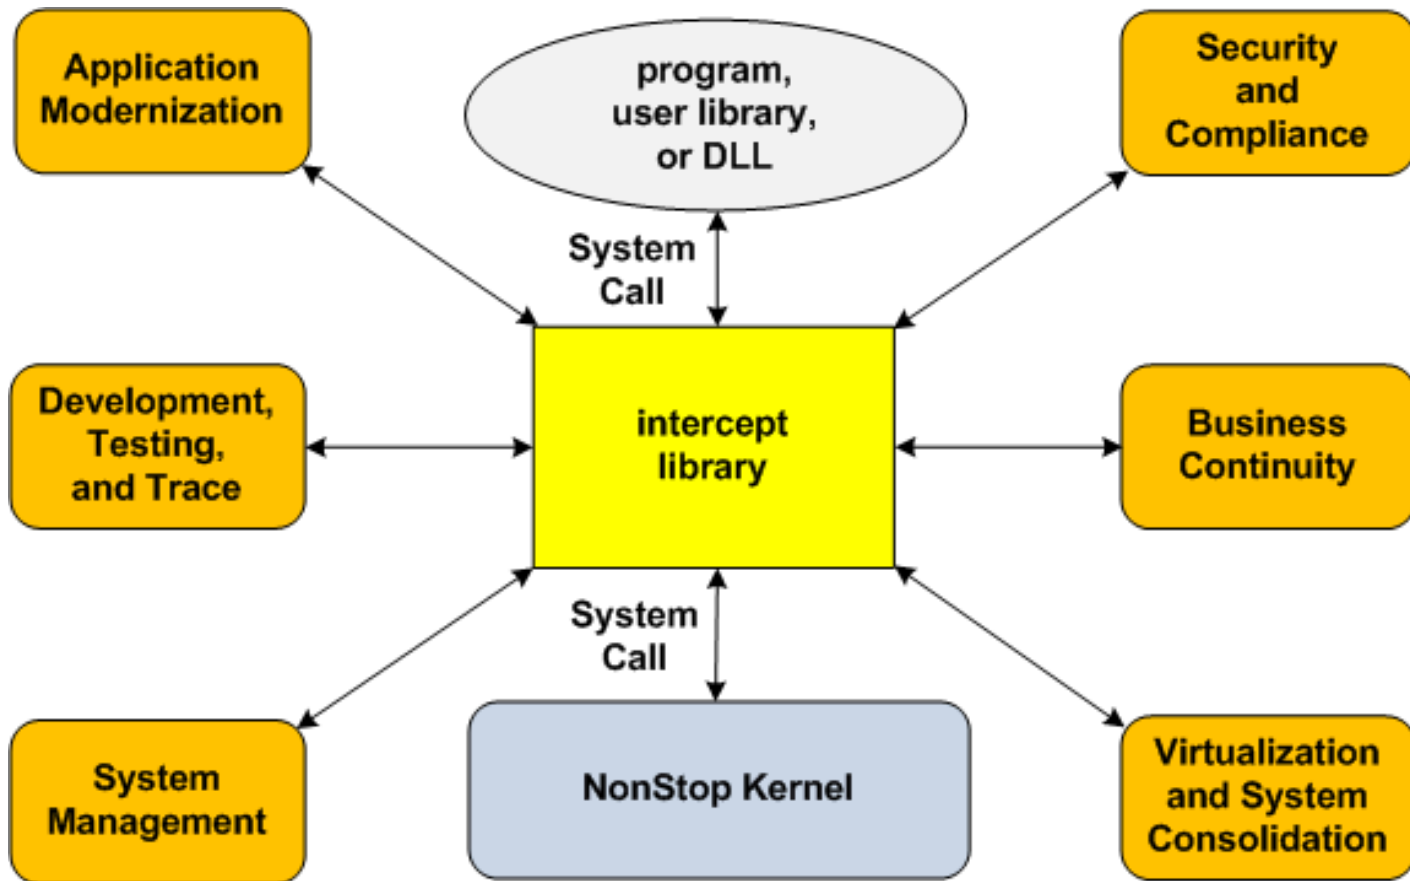 Application
Modernization
program,
user library,
or DLL
Security
and
Compliance
System
Call
Development,
Testing,
and Trace
intercept
library
Business
Continuity
System
Call
System
Management
NonStop Kernel
Virtualization
and System
Consolidation